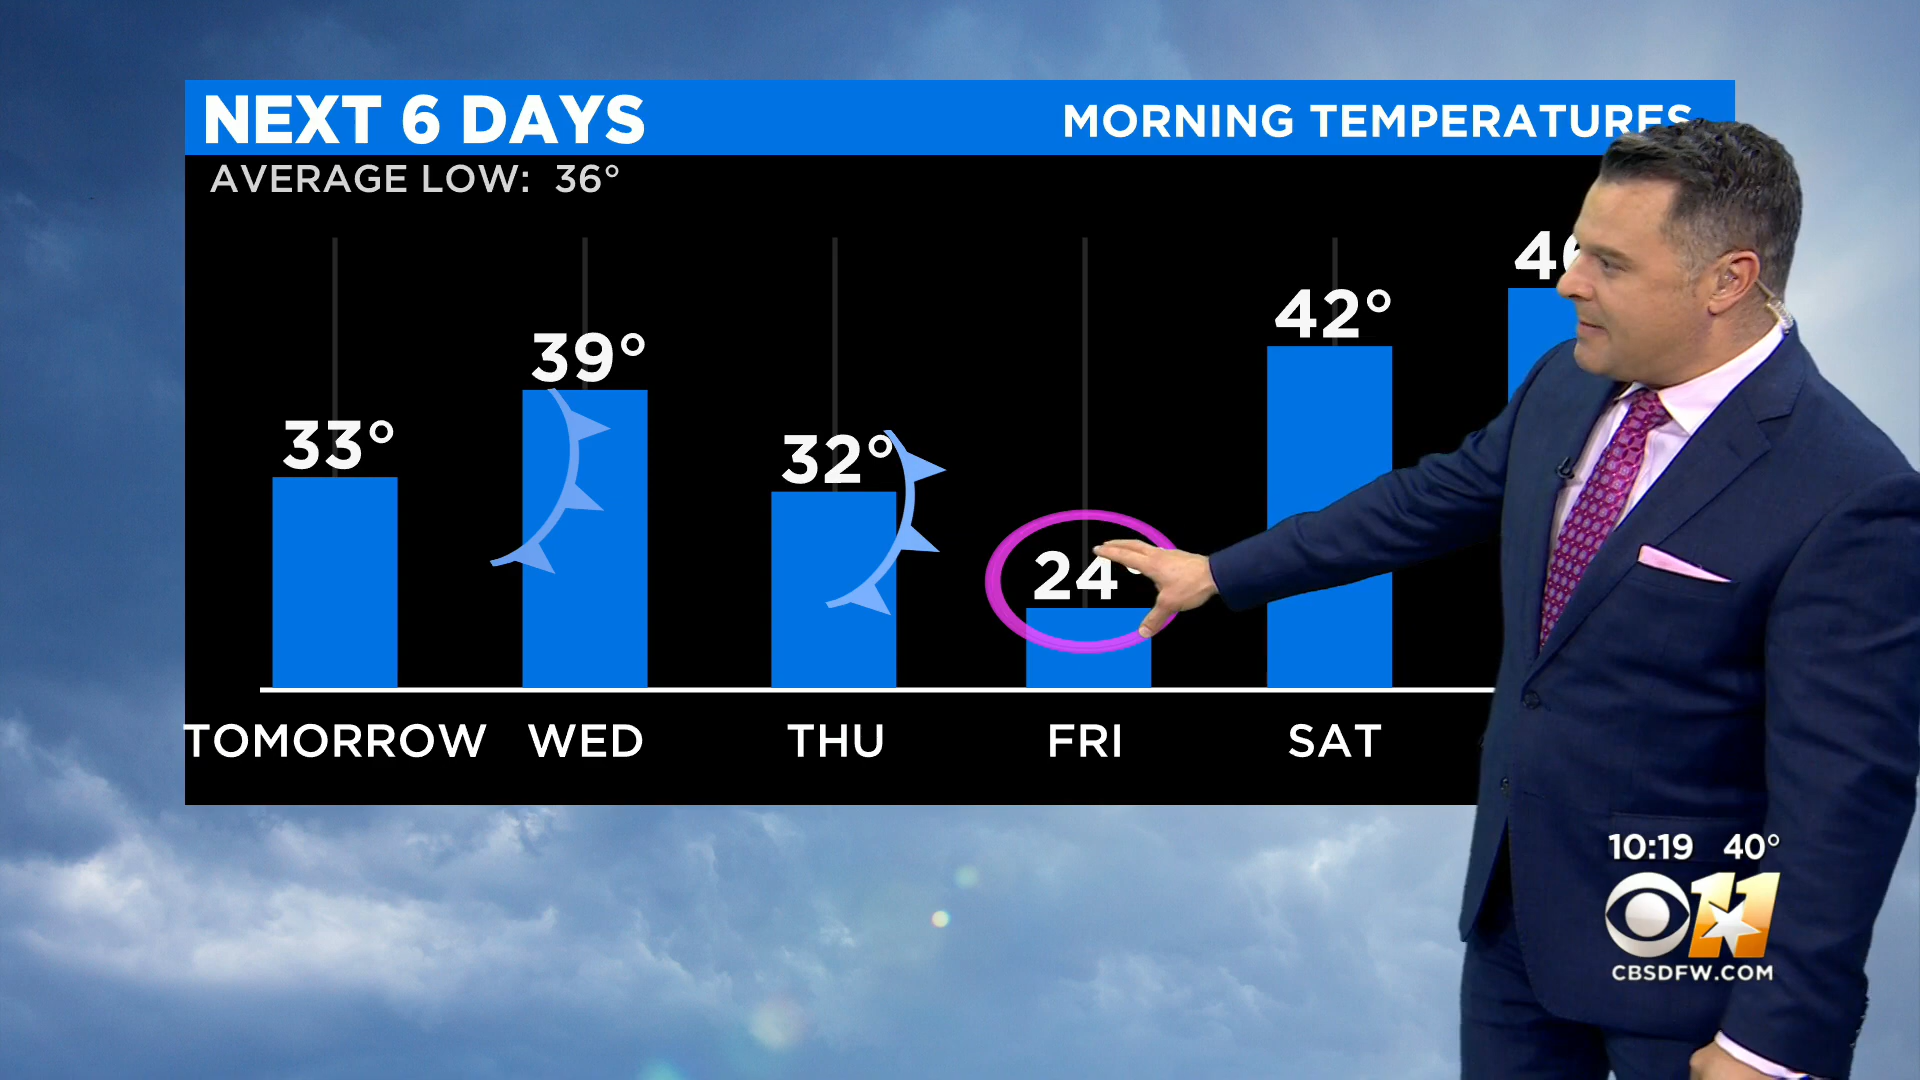 NEXT 6 DAYS
MORNING TEMPERATURES
AVERAGE LOW: 36°
33°
39°
32°
24°
42°
TOMORROW
WED
THU
FRI
SAT
10:19 40°
11
CBSDFW.COM